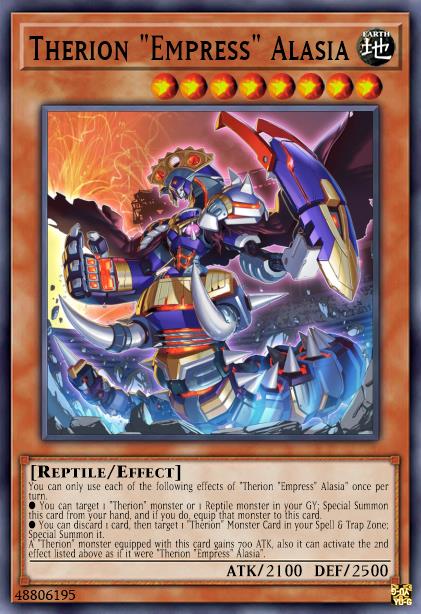 THERION "EMPRESS" ALASIA
EARTH
地
[REPTILE/EFFECT]
You can only use each of the following effects of "Therion "Empress" Alasia" once per
turn.
● You can target 1 "Therion" monster or 1 Reptile monster in your GY; Special Summon
this card from your hand, and if you do, equip that monster to this card.
● You can discard 1 card, then target 1 "Therion" Monster Card in your Spell & Trap Zone;
Special Summon it.
A "Therion" monster equipped with this card gains 700 ATK, also it can activate the 2nd
effect listed above as if it were "Therion "Empress" Alasia".
ATK/2100 DEF/2500
48806195